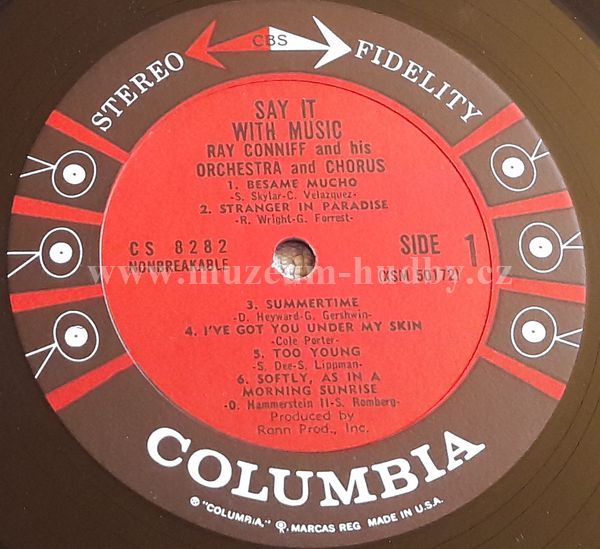 STEREO CBS FIDELITY
SAY IT
WITH MUSIC
RAY CONNIFF and his
ORCHESTRA and CHORUS
1. BESAME MUCHO
-S. Skylar-C. Velazquez-
2. STRANGER IN PARADISE
-R. Wright-G. Forrest-
CS 8282
NONBREAKABLE
SIDE 1
(XSM 50172)
www.muzeum-hudby.cz
3. SUMMERTIME
-D. Heyward-G. Gershwin-
4. I'VE GOT YOU UNDER MY SKIN
-Cole Porter-
5. TOO YOUNG
-S. Dee-S. Lippman-
6. SOFTLY, AS IN A
MORNING SUNRISE
-O. Hammerstein II-S. Romberg-
Produced by
Rann Prod., Inc.
COLUMBIA
® "COLUMBIA," ®, MARCAS REG. MADE IN U.S.A.